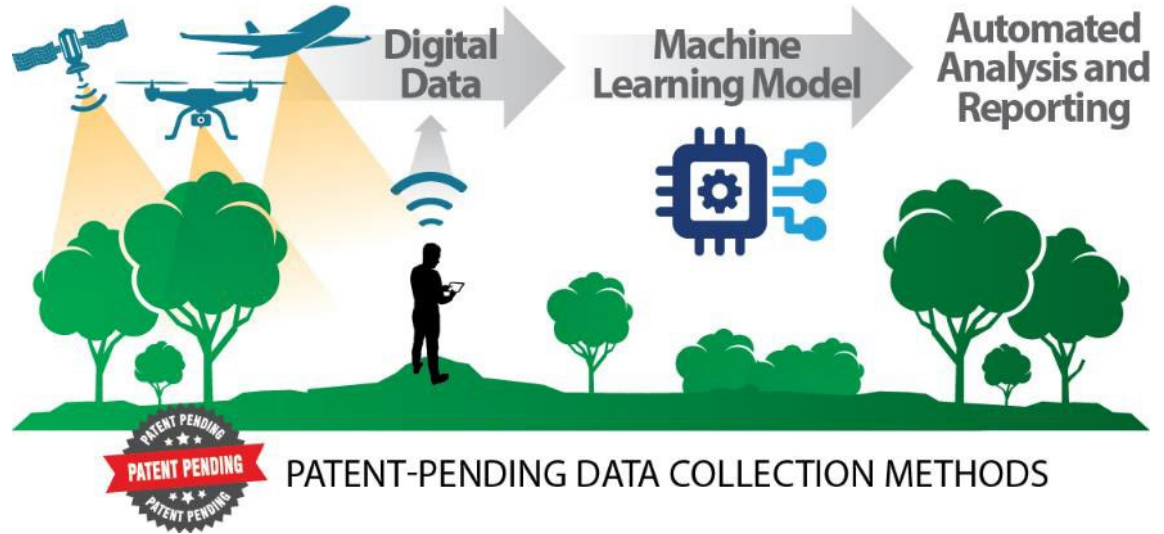 Digital
Data
Machine
Learning Model
Automated
Analysis and
Reporting
PATENT PENDING
PATENT PENDING
PATENT PENDING
PATENT-PENDING DATA COLLECTION METHODS